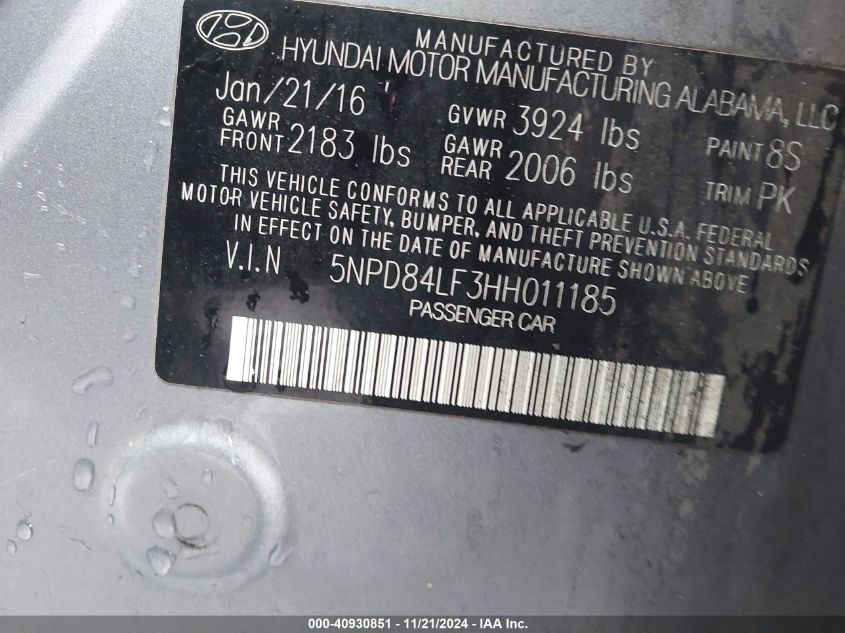 MANUFACTURED BY
HYUNDAI MOTOR MANUFACTURING ALABAMA, LLC
Jan/21/16
GVWR 3924 lbs
PAINT 8S
GAWR FRONT 2183 lbs
GAWR REAR 2006 lbs
TRIM PK
THIS VEHICLE CONFORMS TO ALL APPLICABLE U.S.A. FEDERAL
MOTOR VEHICLE SAFETY, BUMPER, AND THEFT PREVENTION STANDARDS
IN EFFECT ON THE DATE OF MANUFACTURE SHOWN ABOVE
V.I.N 5NPD84LF3HH011185
PASSENGER CAR
000-40930851 - 11/21/2024 - IAA Inc.